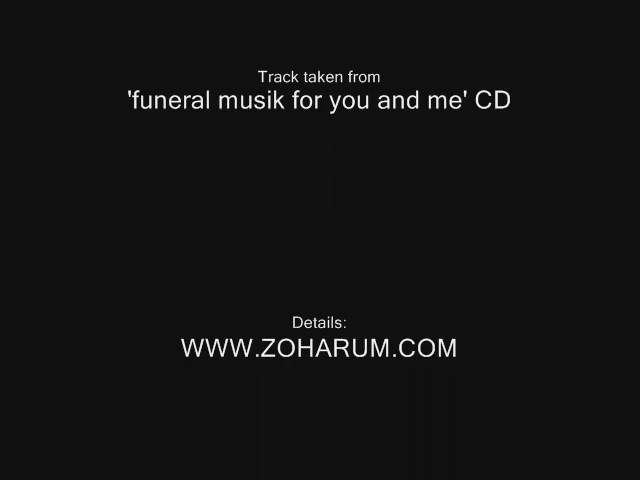 Track taken from
'funeral musik for you and me' CD
Details:
WWW.ZOHARUM.COM